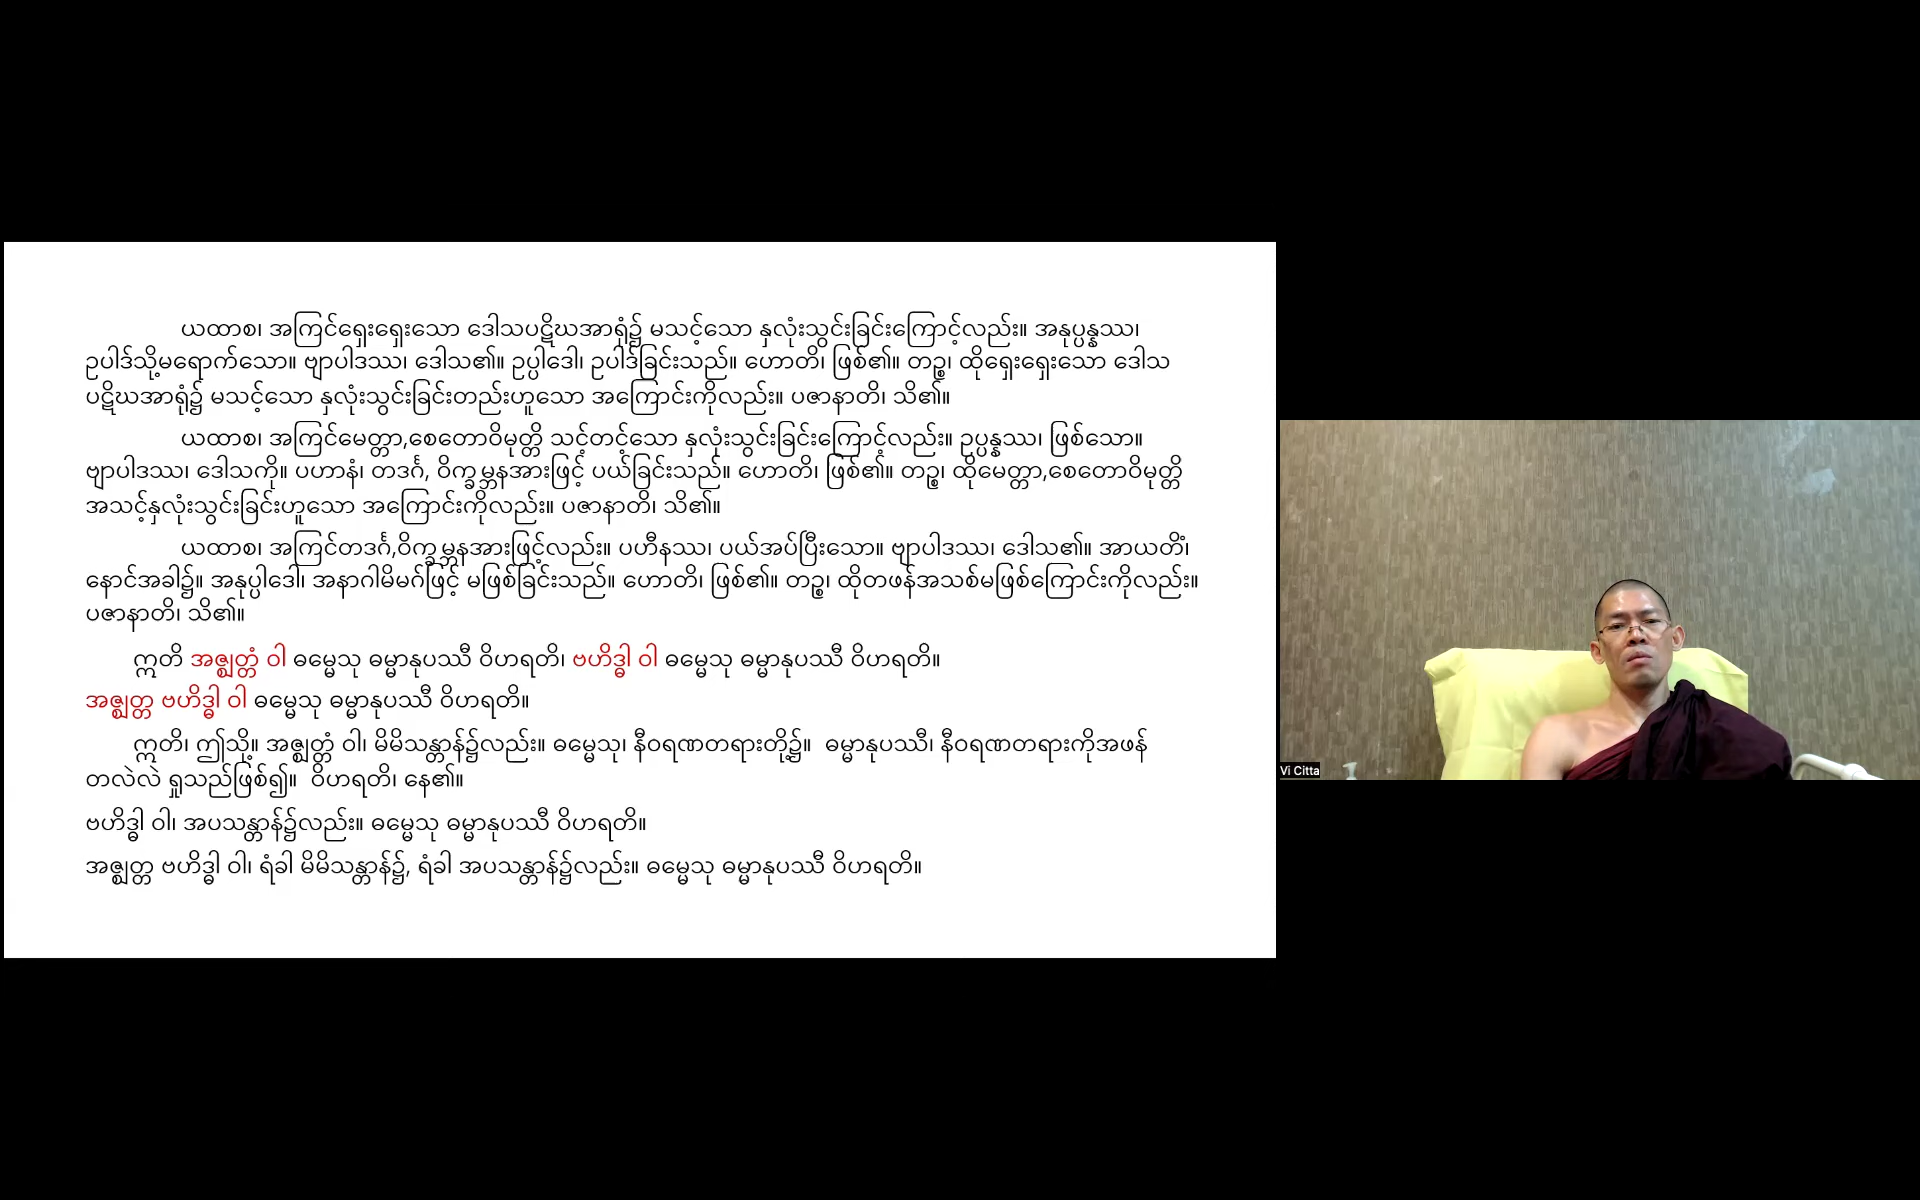 ယထာစ၊ အကြင်ရှေးရှေးသော ဒေါသပဋိဃအာရုံ၌ မသင့်သော နှလုံးသွင်းခြင်းကြောင့်လည်း။ အနုပ္ပန္နဿ၊
ဥပါဒ်သို့မရောက်သော။ ဗျာပါဒဿ၊ ဒေါသ၏။ ဥပ္ပါဒေါ၊ ဥပါဒ်ခြင်းသည်။ ဟောတိ၊ ဖြစ်၏။ တဉ္စ၊ ထိုရှေးရှေးသော ဒေါသ
ပဋိဃအာရုံ၌ မသင့်သော နှလုံးသွင်းခြင်းတည်းဟူသော အကြောင်းကိုလည်း။ ပဇာနာတိ၊ သိ၏။
ယထာစ၊ အကြင်မေတ္တာ,စေတောဝိမုတ္တိ သင့်တင့်သော နှလုံးသွင်းခြင်းကြောင့်လည်း။ ဥပ္ပန္နဿ၊ ဖြစ်သော။
ဗျာပါဒဿ၊ ဒေါသကို။ ပဟာနံ၊ တဒင်္ဂ, ဝိက္ခမ္ဘနအားဖြင့် ပယ်ခြင်းသည်။ ဟောတိ၊ ဖြစ်၏။ တဉ္စ၊ ထိုမေတ္တာ,စေတောဝိမုတ္တိ
အသင့်နှလုံးသွင်းခြင်းဟူသော အကြောင်းကိုလည်း။ ပဇာနာတိ၊ သိ၏။
ယထာစ၊ အကြင်တဒင်္ဂ,ဝိက္ခမ္ဘနအားဖြင့်လည်း။ ပဟီနဿ၊ ပယ်အပ်ပြီးသော။ ဗျာပါဒဿ၊ ဒေါသ၏။ အာယတိံ၊
နောင်အခါ၌။ အနုပ္ပါဒေါ၊ အနာဂါမိမဂ်ဖြင့် မဖြစ်ခြင်းသည်။ ဟောတိ၊ ဖြစ်၏။ တဉ္စ၊ ထိုတဖန်အသစ်မဖြစ်ကြောင်းကိုလည်း။
ပဇာနာတိ၊ သိ၏။
ဣတိ အဇ္ဈတ္တံ ဝါ ဓမ္မေသု ဓမ္မာနုပဿီ ဝိဟရတိ၊ ဗဟိဒ္ဓါ ဝါ ဓမ္မေသု ဓမ္မာနုပဿီ ဝိဟရတိ။
အဇ္ဈတ္တ ဗဟိဒ္ဓါ ဝါ ဓမ္မေသု ဓမ္မာနုပဿီ ဝိဟရတိ။
ဣတိ၊ ဤသို့။ အဇ္ဈတ္တံ ဝါ၊ မိမိသန္တာန်၌လည်း။ ဓမ္မေသု၊ နီဝရဏတရားတို့၌။ ဓမ္မာနုပဿီ၊ နီဝရဏတရားကိုအဖန်
တလဲလဲ ရှုသည်ဖြစ်၍။ ဝိဟရတိ၊ နေ၏။
ဗဟိဒ္ဓါ ဝါ၊ အပသန္တာန်၌လည်း။ ဓမ္မေသု ဓမ္မာနုပဿီ ဝိဟရတိ။
အဇ္ဈတ္တ ဗဟိဒ္ဓါ ဝါ၊ ရံခါ မိမိသန္တာန်၌, ရံခါ အပသန္တာန်၌လည်း။ ဓမ္မေသု ဓမ္မာနုပဿီ ဝိဟရတိ။
Vi Citta